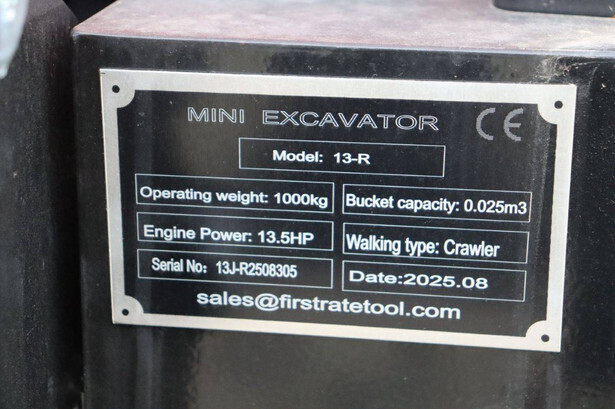 MINI EXCAVATOR CE
Model: 13-R
Operating weight: 1000kg Bucket capacity: 0.025m3
Engine Power: 13.5HP Walking type: Crawler
Serial No: 13J-R2508305 Date:2025.08
sales@firstratetool.com